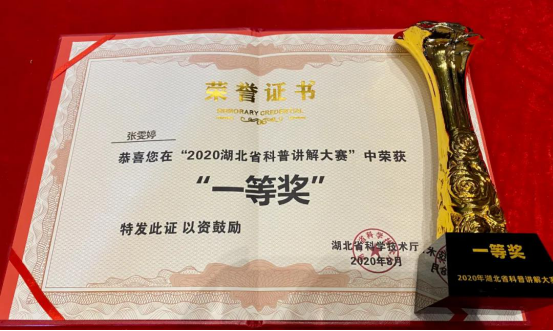 荣誉证书
HONORARY CREDENTIAL
张雯婷
恭喜您在“2020湖北省科普讲解大赛”中荣获
“一等奖”
特发此证 以资鼓励
湖北省科学技术厅
2020年8月
一等奖
2020年湖北省科普讲解大赛